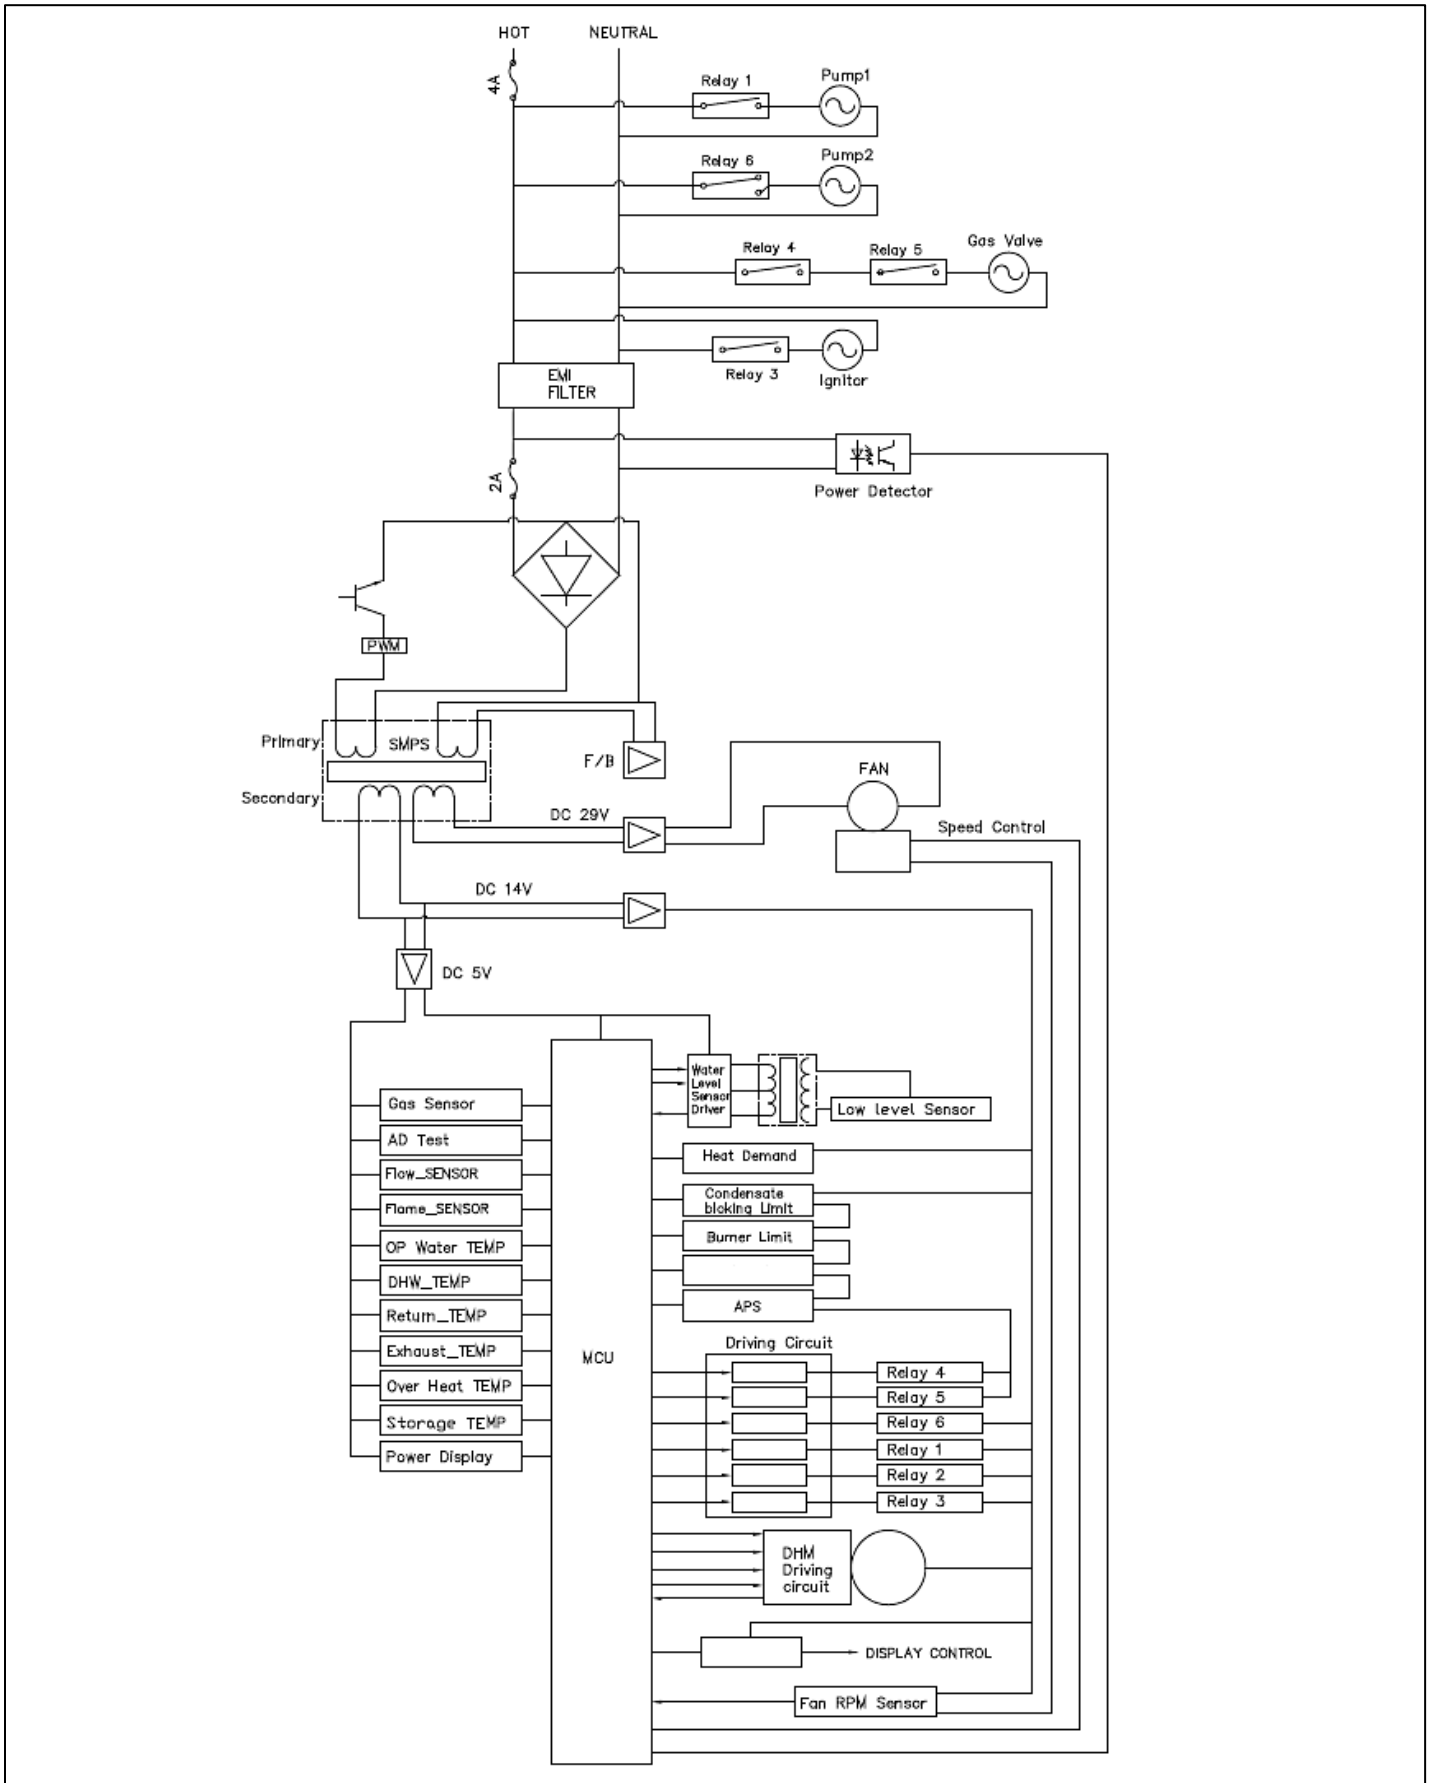 HOT
NEUTRAL
4A
Relay 1
Pump1
Relay 6
Pump2
Relay 4
Relay 5
Gas Valve
Relay 3
Ignitor
EMI
FILTER
2A
Power Detector
PWM
Primary
SMPS
Secondary
F/B
DC 29V
FAN
Speed Control
DC 14V
DC 5V
Water
Level
Sensor
Driver
Low level Sensor
Gas Sensor
AD Test
Flow_SENSOR
Flame_SENSOR
OP Water TEMP
DHW_TEMP
Return_TEMP
Exhaust_TEMP
Over Heat TEMP
Storage TEMP
Power Display
MCU
Heat Demand
Condensate
bloking Limit
Burner Limit
APS
Driving Circuit
Relay 4
Relay 5
Relay 6
Relay 1
Relay 2
Relay 3
DHM
Driving
circuit
DISPLAY CONTROL
Fan RPM Sensor